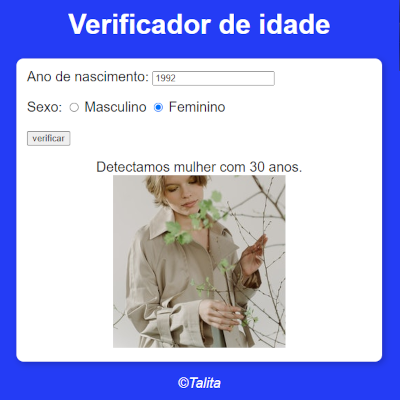 Verificador de idade
Ano de nascimento: 1992
Sexo: Masculino Feminino
verificar
Detectamos mulher com 30 anos.
©Talita